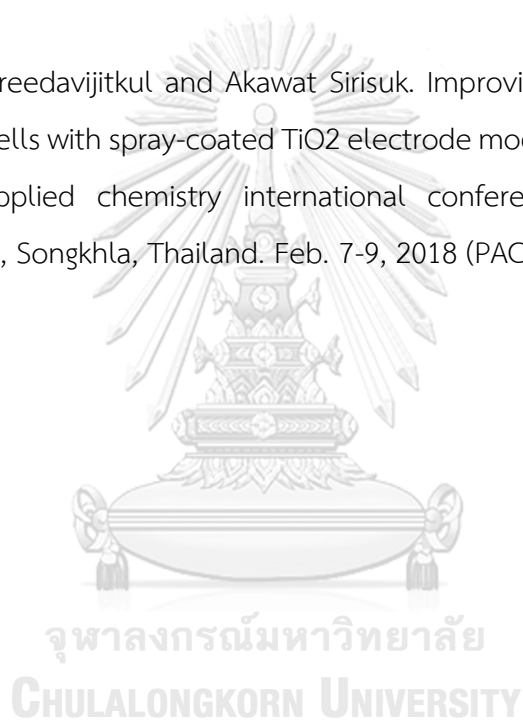 reedavijitkul and Akawat Sirisuk. Improvi
ells with spray-coated TiO2 electrode mo
pplied chemistry international confere
, Songkhla, Thailand. Feb. 7-9, 2018 (PAC
จุฬาลงกรณ์มหาวิทยาลัย
CHULALONGKORN UNIVERSITY